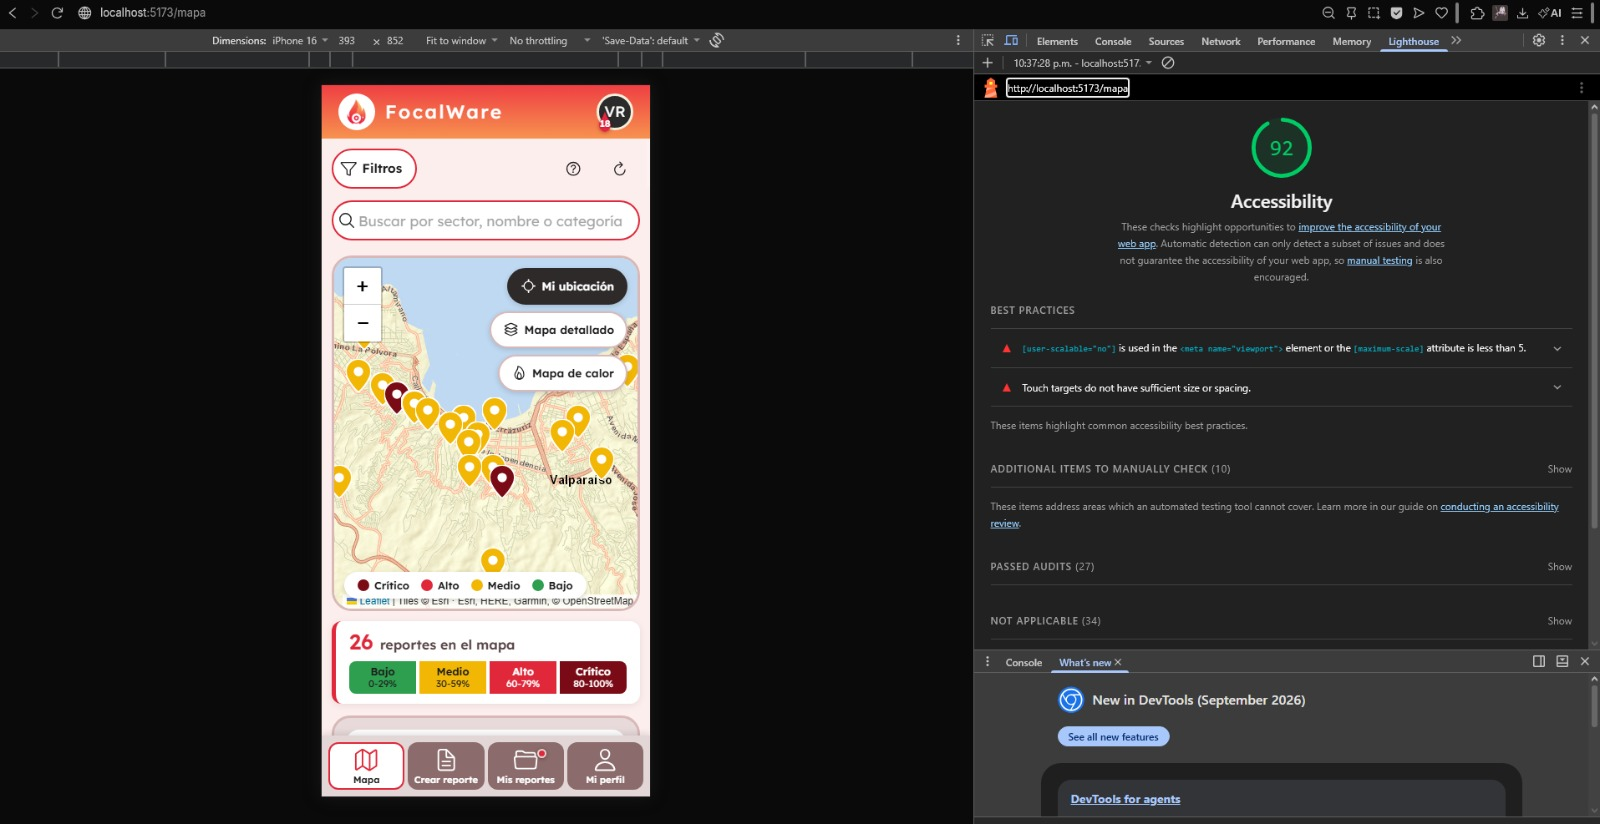 localhost:5173/mapa
AI
Dimensions: iPhone 16 393 × 852 Fit to window No throttling 'Save-Data': default
Elements Console Sources Network Performance Memory Lighthouse
10:37:28 p.m. - localhost:517.
http://localhost:5173/mapa
FocalWare
VR
18
Filtros
Buscar por sector, nombre o categoria
+
−
Mi ubicación
Mapa detallado
Mapa de calor
Valparaíso
Crítico Alto Medio Bajo
Leaflet | Tiles © Esri - Esri, HERE, Garmin, © OpenStreetMap
26 reportes en el mapa
Bajo Medio Alto Crítico
0-29% 30-59% 60-79% 80-100%
Mapa Crear reporte Mis reportes Mi perfil
92
Accessibility
These checks highlight opportunities to improve the accessibility of your
web app. Automatic detection can only detect a subset of issues and does
not guarantee the accessibility of your web app, so manual testing is also
encouraged.
BEST PRACTICES
[user-scalable="no"] is used in the <meta name="viewport"> element or the [maximum-scale] attribute is less than 5.
Touch targets do not have sufficient size or spacing.
These items highlight common accessibility best practices.
ADDITIONAL ITEMS TO MANUALLY CHECK (10) Show
These items address areas which an automated testing tool cannot cover. Learn more in our guide on conducting an accessibility
review.
PASSED AUDITS (27) Show
NOT APPLICABLE (34) Show
Console What's new
New in DevTools (September 2026)
See all new features
DevTools for agents